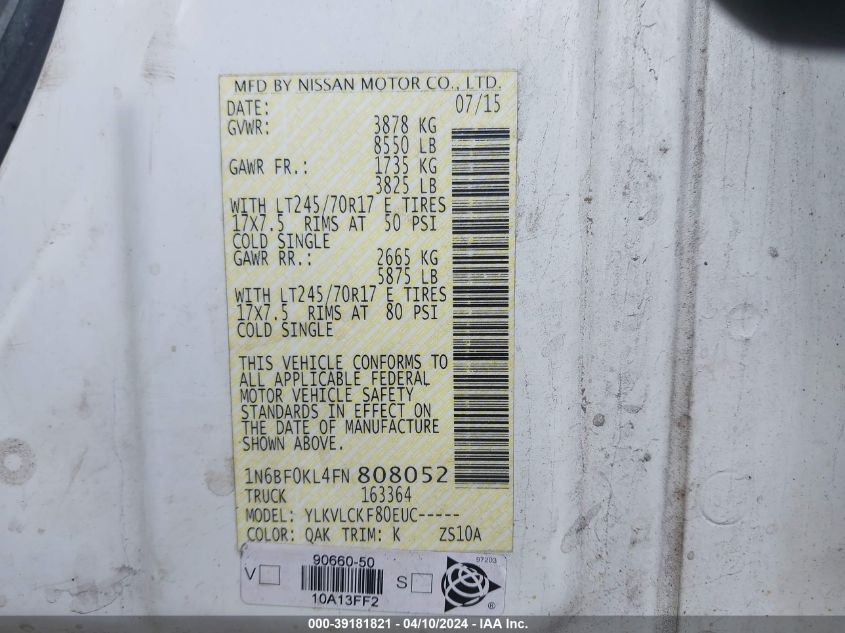 MFD BY NISSAN MOTOR CO., LTD.
DATE: 07/15
GVWR: 3878 KG
8550 LB
GAWR FR.: 1735 KG
3825 LB
WITH LT245/70R17 E TIRES
17X7.5 RIMS AT 50 PSI
COLD SINGLE
GAWR RR.: 2665 KG
5875 LB
WITH LT245/70R17 E TIRES
17X7.5 RIMS AT 80 PSI
COLD SINGLE
THIS VEHICLE CONFORMS TO
ALL APPLICABLE FEDERAL
MOTOR VEHICLE SAFETY
STANDARDS IN EFFECT ON
THE DATE OF MANUFACTURE
SHOWN ABOVE.
1N6BF0KL4FN 808052
TRUCK 163364
MODEL: YLKVLCKF80EUC-----
COLOR: QAK TRIM: K ZS10A
90660-50 97203
V S
10A13FF2 ®
000-39181821 - 04/10/2024 - IAA Inc.